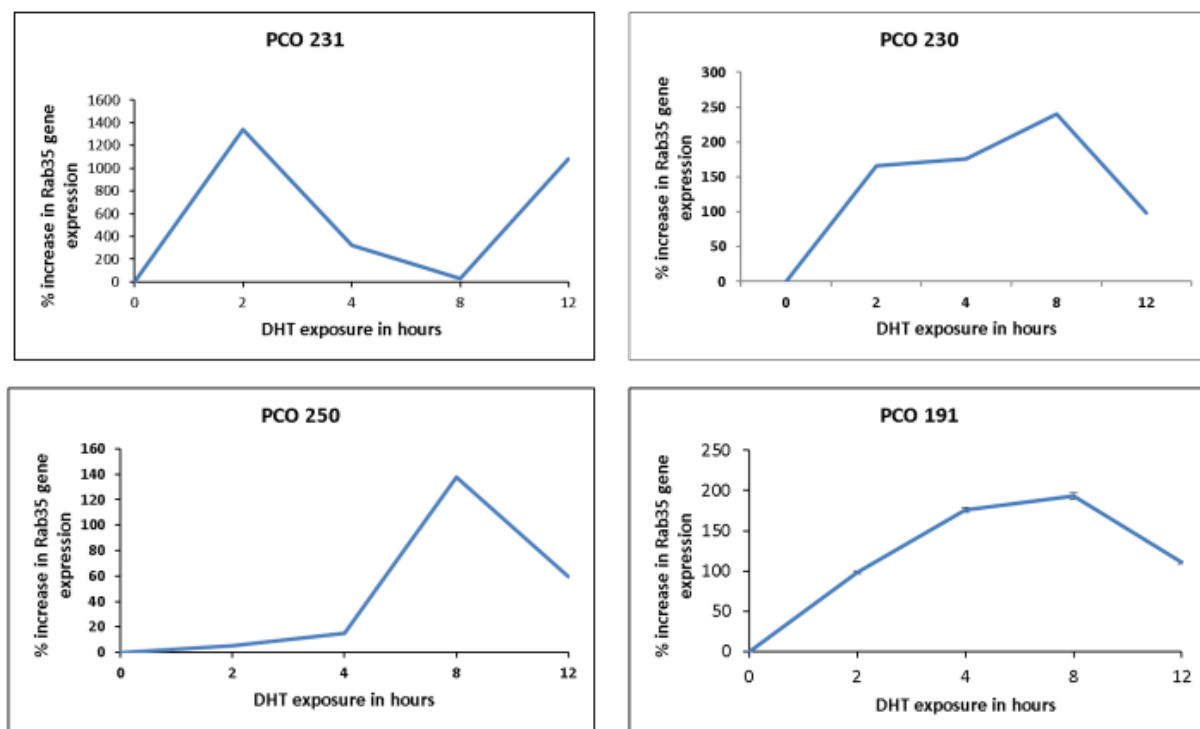 PCO 231
% increase in Rab35 gene
expression
1600
1400
1200
1000
800
600
400
200
0
0 2 4 8 12
DHT exposure in hours
PCO 230
% increase in Rab35 gene
expression
300
250
200
150
100
50
0
0 2 4 8 12
DHT exposure in hours
PCO 250
% increase in Rab35 gene
expression
160
140
120
100
80
60
40
20
0
0 2 4 8 12
DHT exposure in hours
PCO 191
% increase in Rab35 gene
expression
250
200
150
100
50
0
0 2 4 8 12
DHT exposure in hours